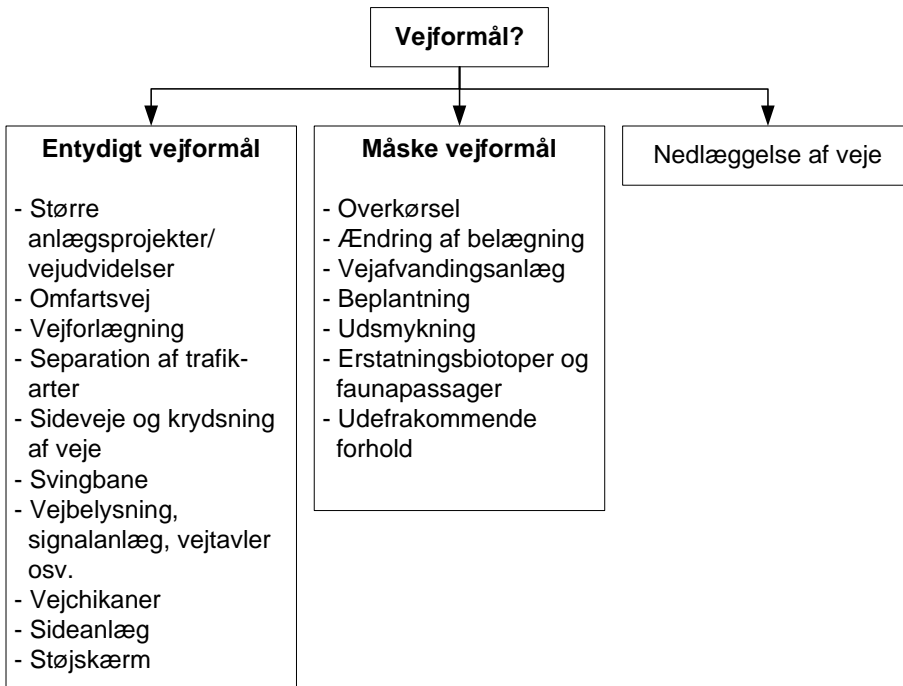 Vejformål?
Entydigt vejformål
- Større
anlægsprojekter/
vejudvidelser
- Omfartsvej
- Vejforlægning
- Separation af trafik-
arter
- Sideveje og krydsning
af veje
- Svingbane
- Vejbelysning,
signalanlæg, vejtavler
osv.
- Vejchikaner
- Sideanlæg
- Støjskærm
Måske vejformål
- Overkørsel
- Ændring af belægning
- Vejafvandingsanlæg
- Beplantning
- Udsmykning
- Erstatningsbiotoper og
faunapassager
- Udefrakommende
forhold
Nedlæggelse af veje